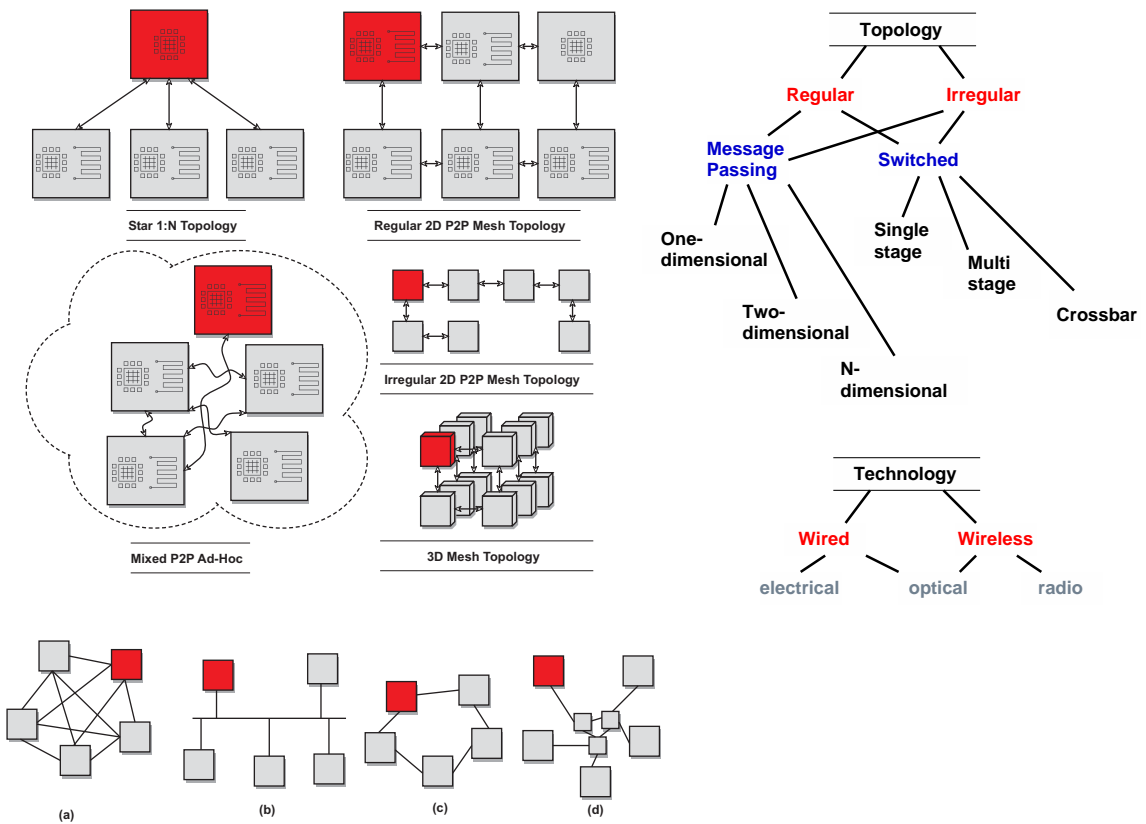 Star 1:N Topology
Regular 2D P2P Mesh Topology
Irregular 2D P2P Mesh Topology
Mixed P2P Ad-Hoc
3D Mesh Topology
(a)
(b)
(c)
(d)
Topology
Regular
Irregular
Message
Passing
Switched
One-
dimensional
Single
stage
Multi
stage
Two-
dimensional
Crossbar
N-
dimensional
Technology
Wired
Wireless
electrical
optical
radio